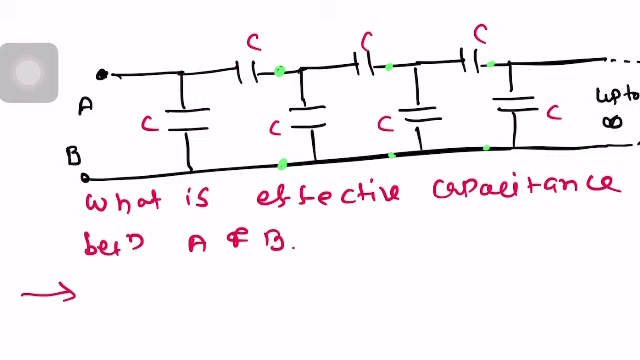 C C C
A C C C C upto
B ∞
What is effective capacitance
betⁿ A & B.